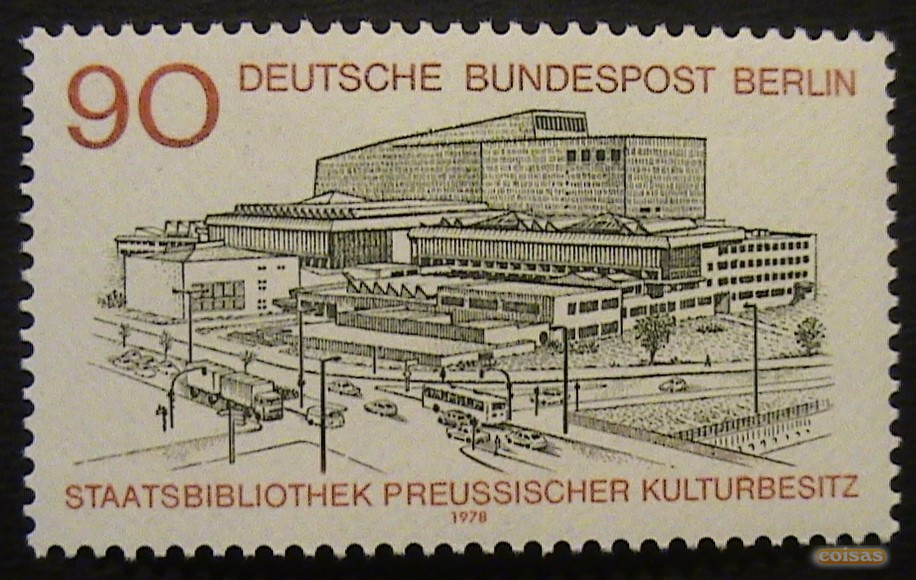 90 DEUTSCHE BUNDESPOST BERLIN
STAATSBIBLIOTHEK PREUSSISCHER KULTURBESITZ
1978
coisas